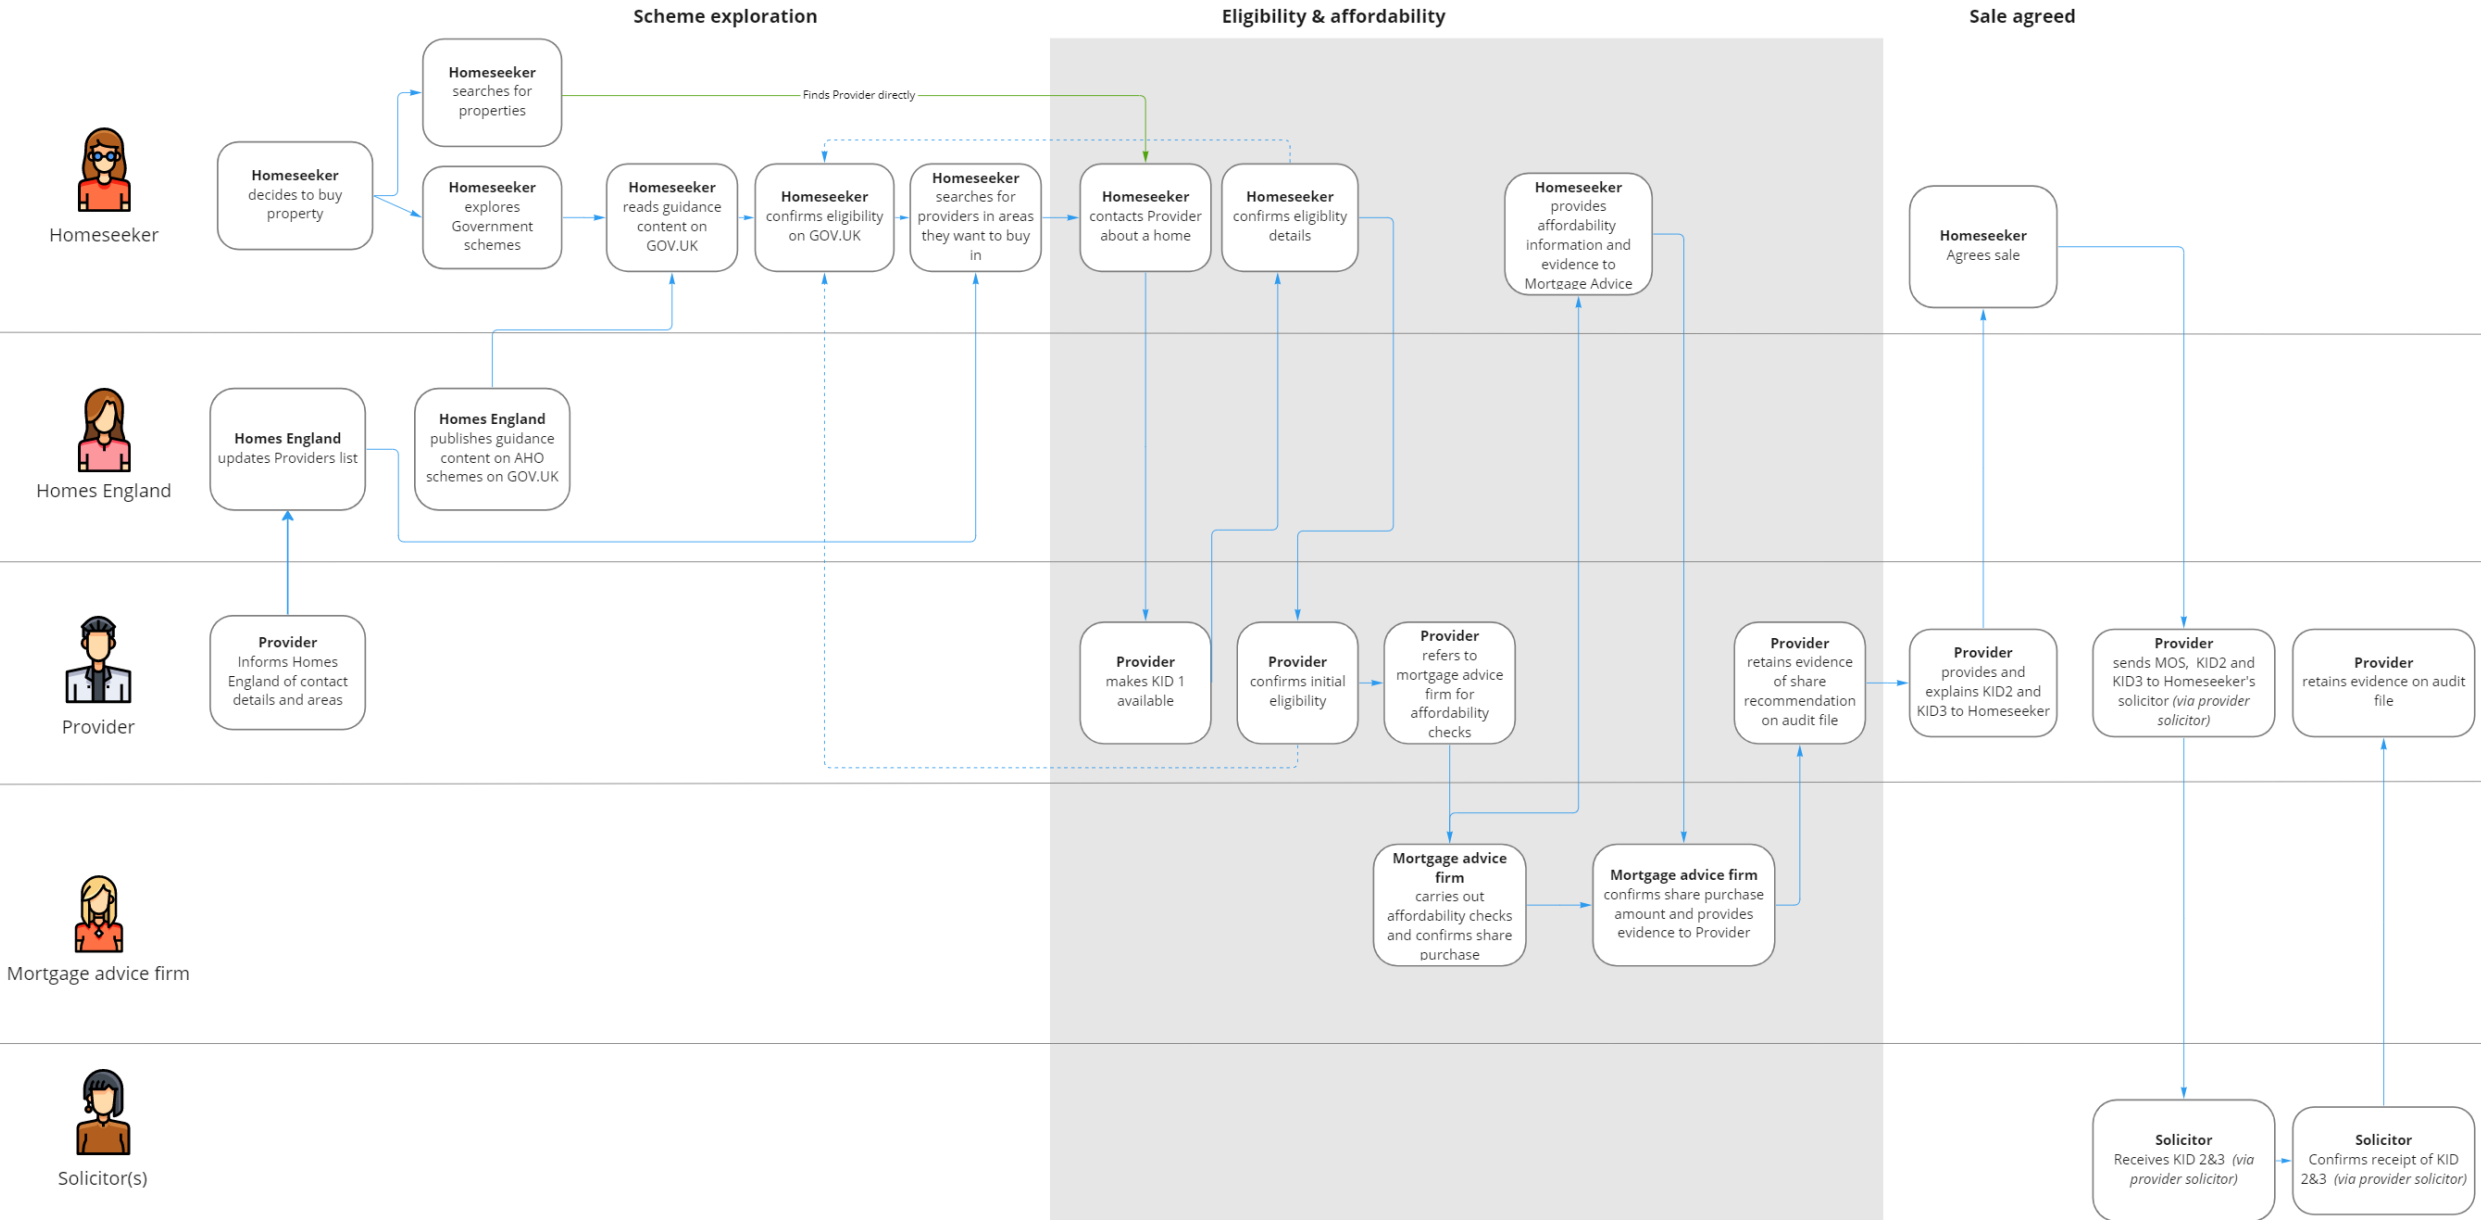 Scheme exploration
Eligibility & affordability
Sale agreed
Homeseeker
searches for
properties
Finds Provider directly
Homeseeker
Homeseeker
decides to buy
property
Homeseeker
explores
Government
schemes
Homeseeker
reads guidance
content on
GOV.UK
Homeseeker
confirms eligibility
on GOV.UK
Homeseeker
searches for
providers in areas
they want to buy
in
Homeseeker
contacts Provider
about a home
Homeseeker
confirms eligiblity
details
Homeseeker
provides
affordability
information and
evidence to
Mortgage Advice
Homeseeker
Agrees sale
Homes England
Homes England
updates Providers list
Homes England
publishes guidance
content on AHO
schemes on GOV.UK
Provider
Provider
Informs Homes
England of contact
details and areas
Provider
makes KID 1
available
Provider
confirms initial
eligibility
Provider
refers to
mortgage advice
firm for
affordability
checks
Provider
retains evidence
of share
recommendation
on audit file
Provider
provides and
explains KID2 and
KID3 to Homeseeker
Provider
sends MOS, KID2 and
KID3 to Homeseeker's
solicitor (via provider
solicitor)
Provider
retains evidence on audit
file
Mortgage advice firm
Mortgage advice
firm
carries out
affordability checks
and confirms share
purchase
Mortgage advice firm
confirms share purchase
amount and provides
evidence to Provider
Solicitor(s)
Solicitor
Receives KID 2&3 (via
provider solicitor)
Solicitor
Confirms receipt of KID
2&3 (via provider solicitor)